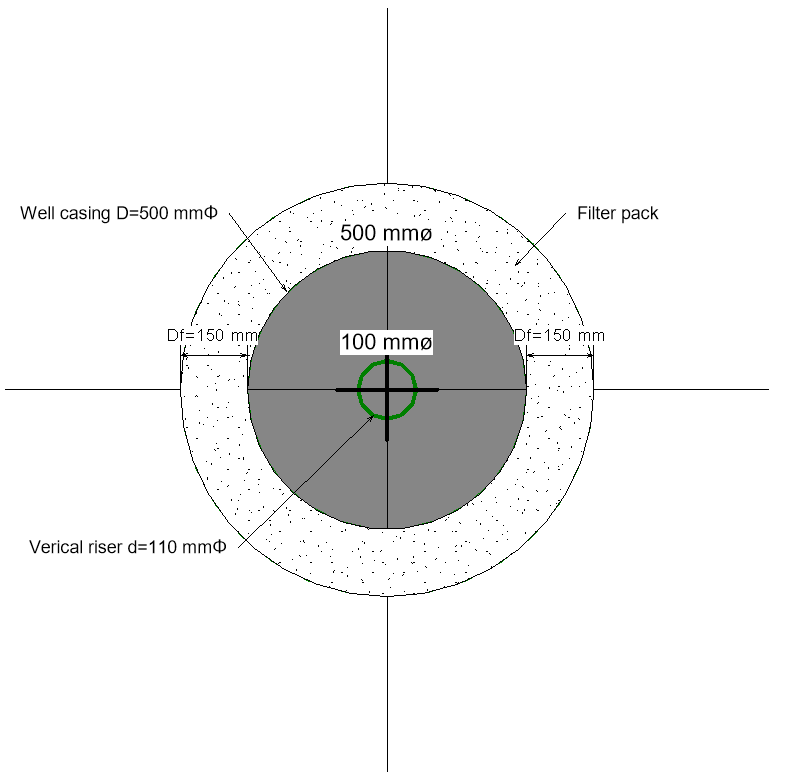 Well casing D=500 mmΦ
Filter pack
500 mmø
Df=150 mm
100 mmø
Df=150 mm
Verical riser d=110 mmΦ